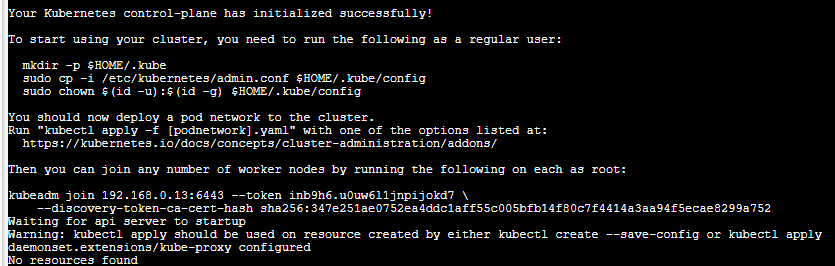 Your Kubernetes control-plane has initialized successfully!
To start using your cluster, you need to run the following as a regular user:
mkdir -p $HOME/.kube
sudo cp -i /etc/kubernetes/admin.conf $HOME/.kube/config
sudo chown $(id -u):$(id -g) $HOME/.kube/config
You should now deploy a pod network to the cluster.
Run "kubectl apply -f [podnetwork].yaml" with one of the options listed at:
https://kubernetes.io/docs/concepts/cluster-administration/addons/
Then you can join any number of worker nodes by running the following on each as root:
kubeadm join 192.168.0.13:6443 --token inb9h6.u0uw6l1jnpijokd7 \
--discovery-token-ca-cert-hash sha256:347e251ae0752ea4ddc1aff55c005bfb14f80c7f4414a3aa94f5ecae8299a752
Waiting for api server to startup
Warning: kubectl apply should be used on resource created by either kubectl create --save-config or kubectl apply
daemonset.extensions/kube-proxy configured
No resources found